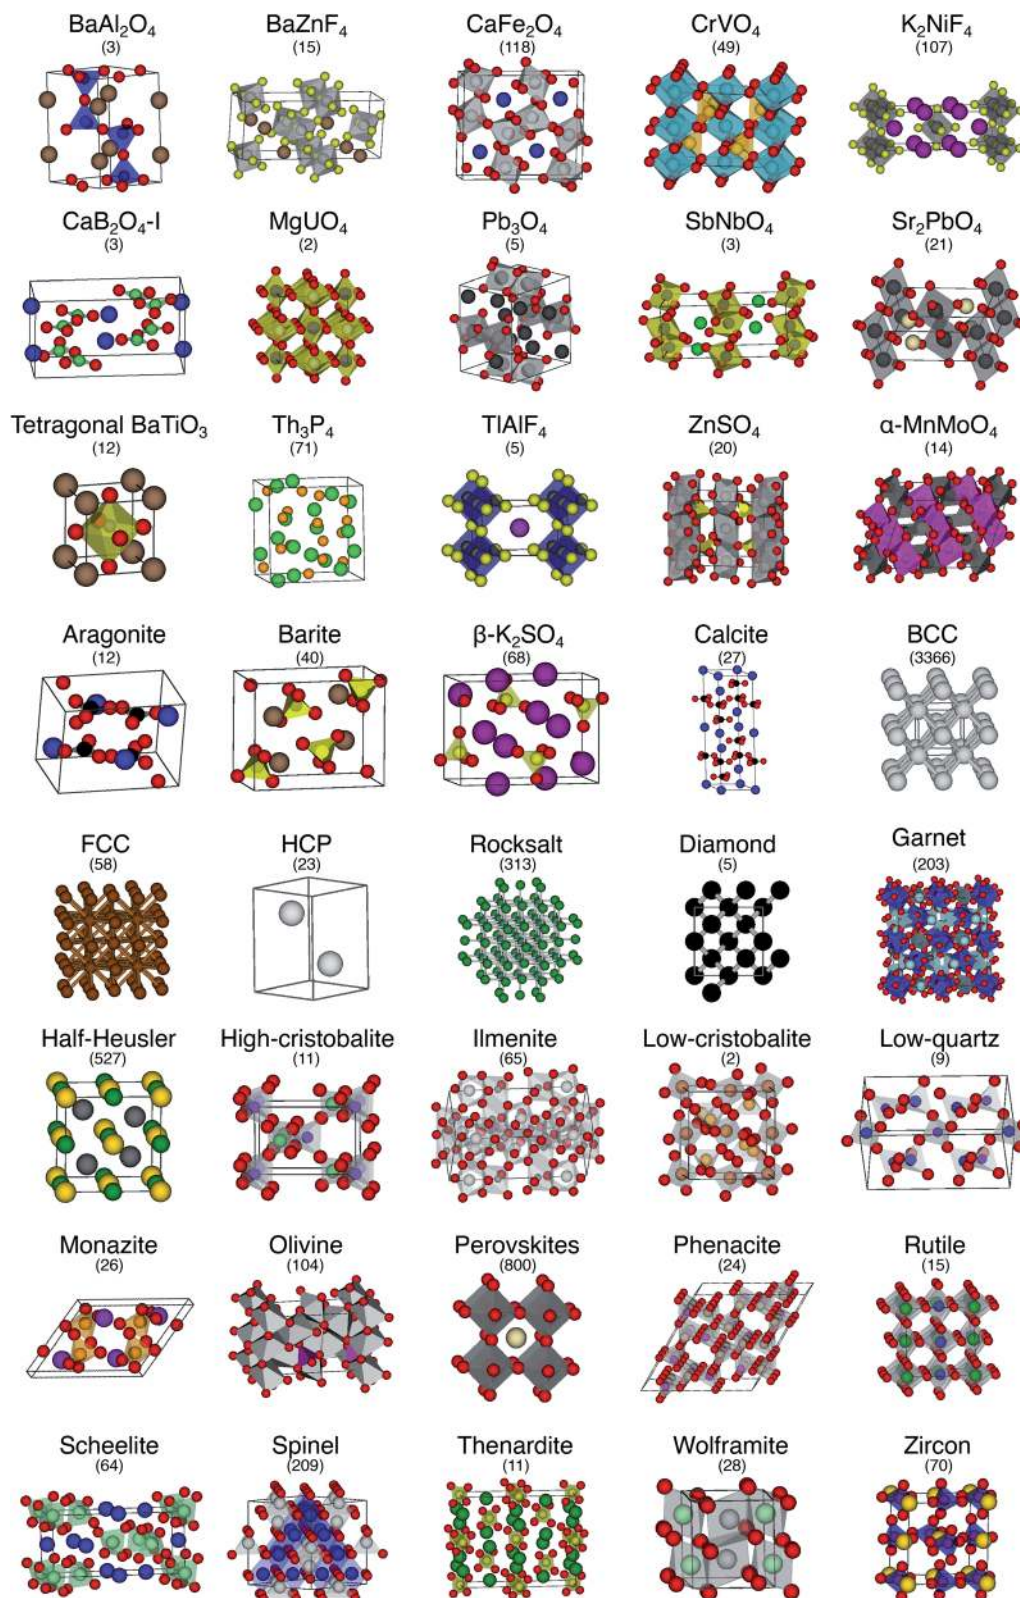 BaAl₂O₄ BaZnF₄ CaFe₂O₄ CrVO₄ K₂NiF₄
(3) (15) (118) (49) (107)
CaB₂O₄-I MgUO₄ Pb₃O₄ SbNbO₄ Sr₂PbO₄
(3) (2) (5) (3) (21)
Tetragonal BaTiO₃ Th₃P₄ TlAlF₄ ZnSO₄ α-MnMoO₄
(12) (71) (5) (20) (14)
Aragonite Barite β-K₂SO₄ Calcite BCC
(12) (40) (68) (27) (3366)
FCC HCP Rocksalt Diamond Garnet
(58) (23) (313) (5) (203)
Half-Heusler High-cristobalite Ilmenite Low-cristobalite Low-quartz
(527) (11) (65) (2) (9)
Monazite Olivine Perovskites Phenacite Rutile
(26) (104) (800) (24) (15)
Scheelite Spinel Thenardite Wolframite Zircon
(64) (209) (11) (28) (70)